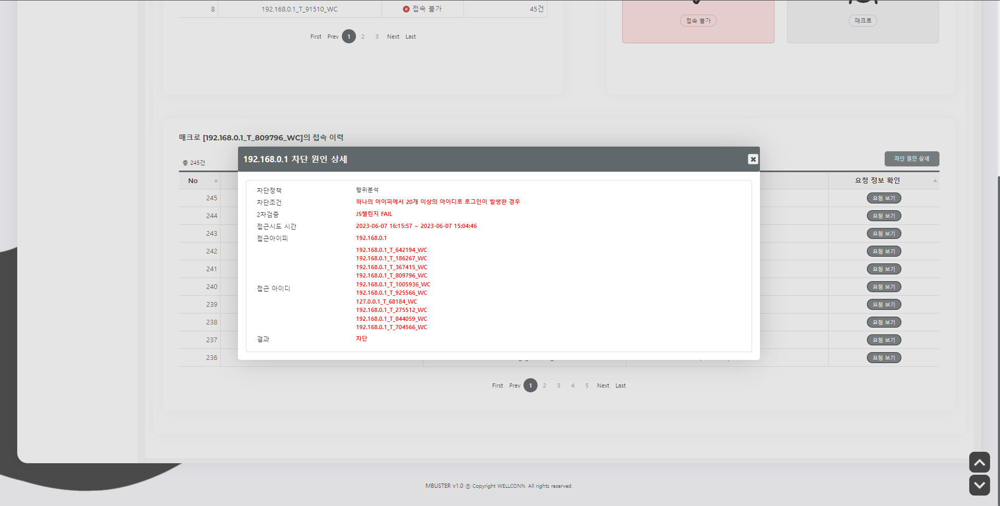 8 192.168.0.1_T_91510_WC 접속 불가 45건
접속 불가 매크로
First Prev 1 2 3 Next Last
매크로 [192.168.0.1_T_809796_WC]의 접속 이력
총 245건
차단 원인 상세
192.168.0.1 차단 원인 상세
No 요청 정보 확인
차단정책 행위분석
차단조건 하나의 아이피에서 20개 이상의 아이디로 로그인이 발생한 경우
2차검증 JS챌린지 FAIL
접근시도 시간 2023-06-07 16:15:57 ~ 2023-06-07 15:04:46
접근아이피 192.168.0.1
접근 아이디
192.168.0.1_T_642194_WC
192.168.0.1_T_186267_WC
192.168.0.1_T_367415_WC
192.168.0.1_T_809796_WC
192.168.0.1_T_1005936_WC
192.168.0.1_T_925566_WC
127.0.0.1_T_68184_WC
192.168.0.1_T_275512_WC
192.168.0.1_T_844059_WC
192.168.0.1_T_704566_WC
결과 차단
245 요청 보기
244 요청 보기
243 요청 보기
242 요청 보기
241 요청 보기
240 요청 보기
239 요청 보기
238 요청 보기
237 요청 보기
236 요청 보기
First Prev 1 2 3 4 5 Next Last
MBUSTER v1.0 ⓒ Copyright WELLCONN. All rights reserved.